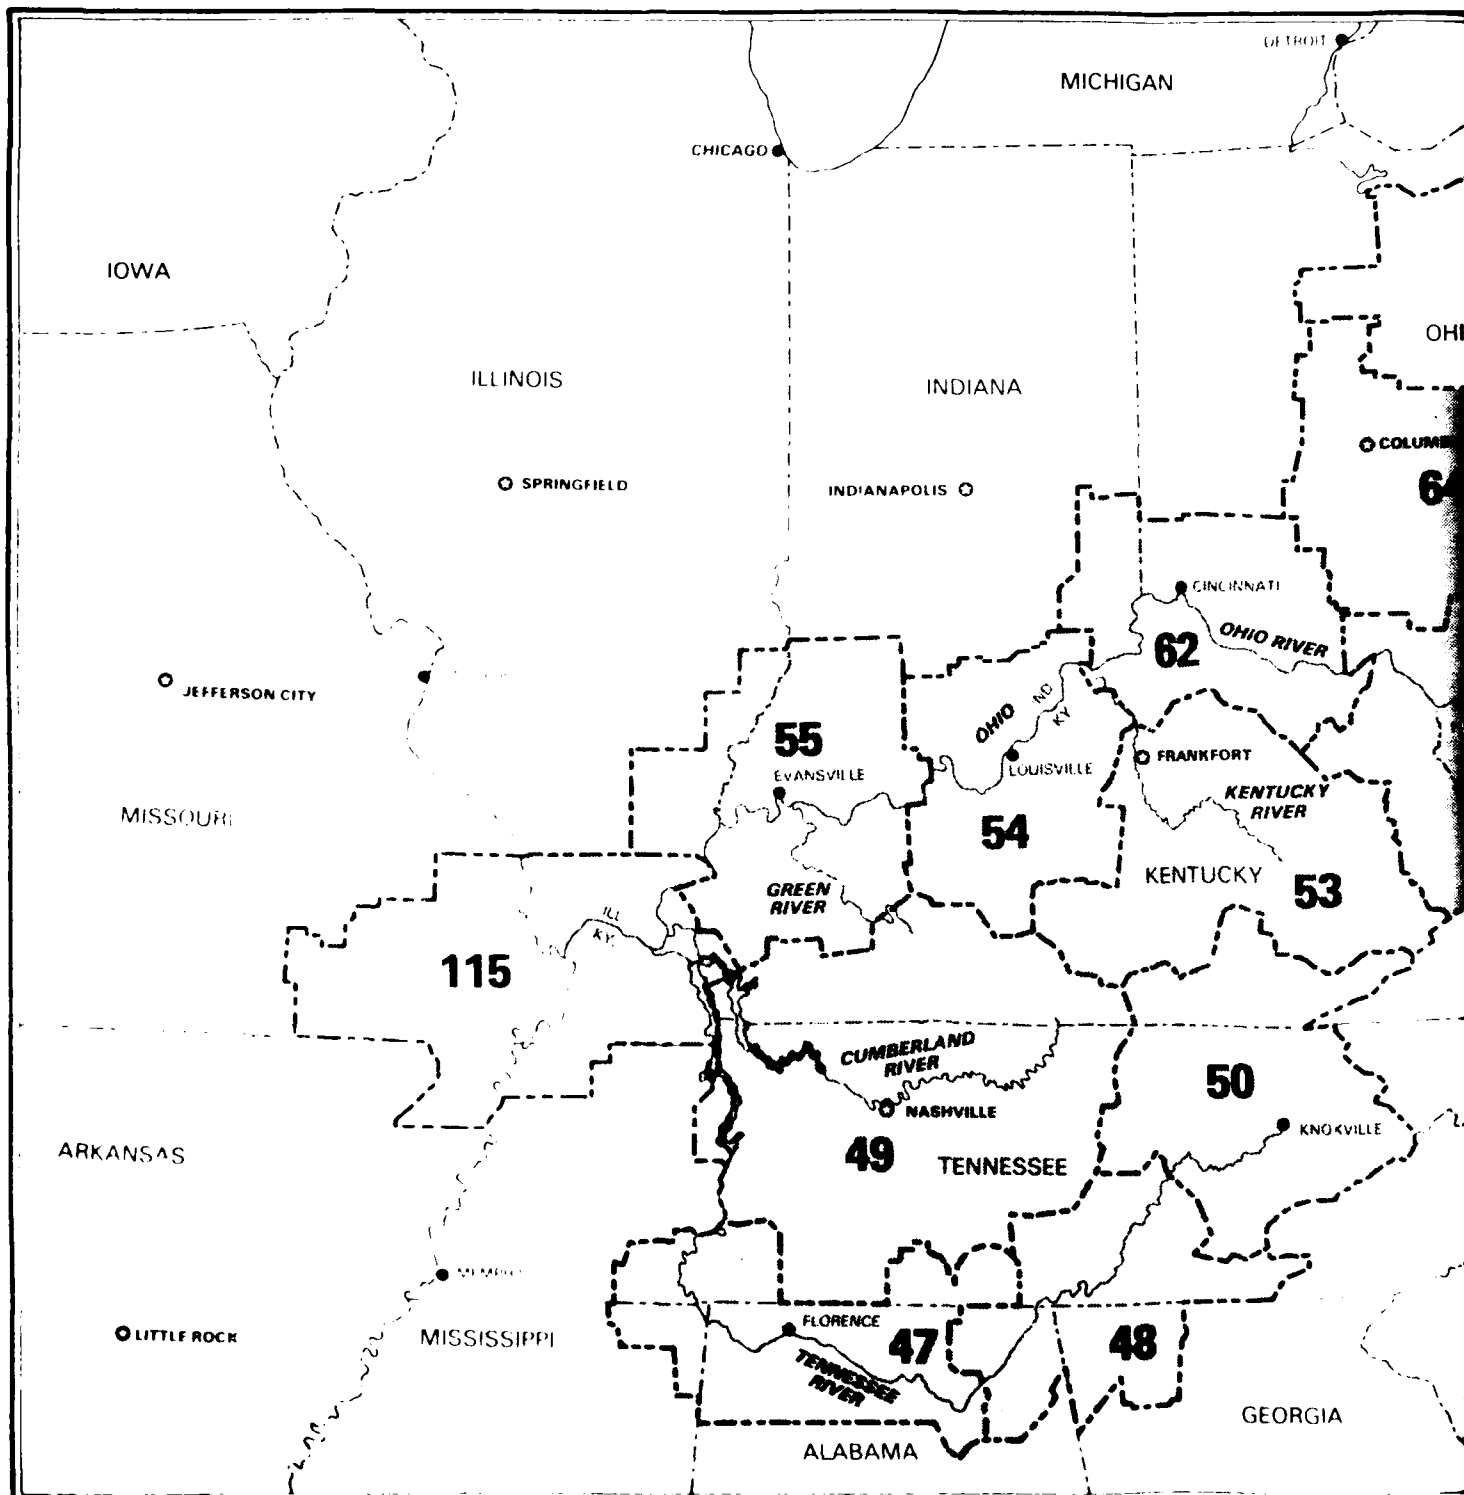 DETROIT
MICHIGAN
CHICAGO
IOWA
OHI
ILLINOIS
INDIANA
COLUMB
SPRINGFIELD
INDIANAPOLIS
64
CINCINNATI
OHIO RIVER
62
JEFFERSON CITY
OHIO
IND
KY
55
FRANKFORT
EVANSVILLE
LOUISVILLE
KENTUCKY
RIVER
MISSOURI
54
KENTUCKY
53
GREEN
RIVER
ILL
KY.
115
CUMBERLAND
RIVER
50
NASHVILLE
KNOXVILLE
ARKANSAS
49
TENNESSEE
FLORENCE
LITTLE ROCK
MISSISSIPPI
47
48
TENNESSEE
RIVER
GEORGIA
ALABAMA